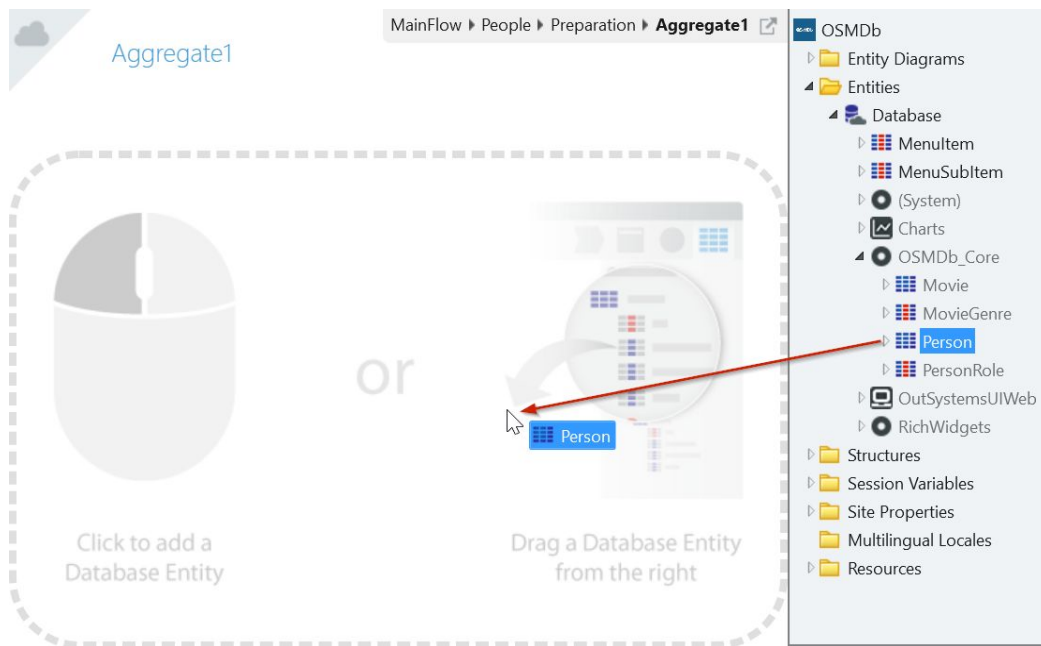 MainFlow People Preparation Aggregate1
Aggregate1
or
Person
Click to add a
Database Entity
Drag a Database Entity
from the right
OSMDb
Entity Diagrams
Entities
Database
MenuItem
MenuSubItem
(System)
Charts
OSMDb_Core
Movie
MovieGenre
Person
PersonRole
OutSystemsUIWeb
RichWidgets
Structures
Session Variables
Site Properties
Multilingual Locales
Resources